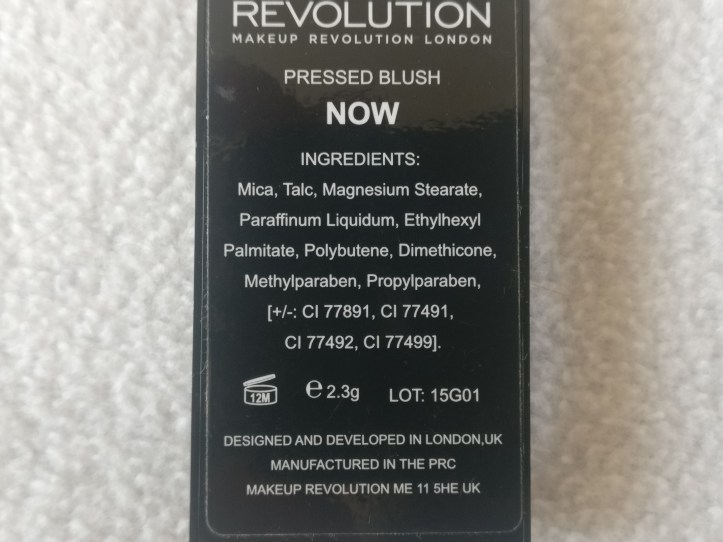 REVOLUTION
MAKEUP REVOLUTION LONDON
PRESSED BLUSH
NOW
INGREDIENTS:
Mica, Talc, Magnesium Stearate,
Paraffinum Liquidum, Ethylhexyl
Palmitate, Polybutene, Dimethicone,
Methylparaben, Propylparaben,
[+/-: CI 77891, CI 77491,
CI 77492, CI 77499].
12M e 2.3g LOT: 15G01
DESIGNED AND DEVELOPED IN LONDON,UK
MANUFACTURED IN THE PRC
MAKEUP REVOLUTION ME 11 5HE UK